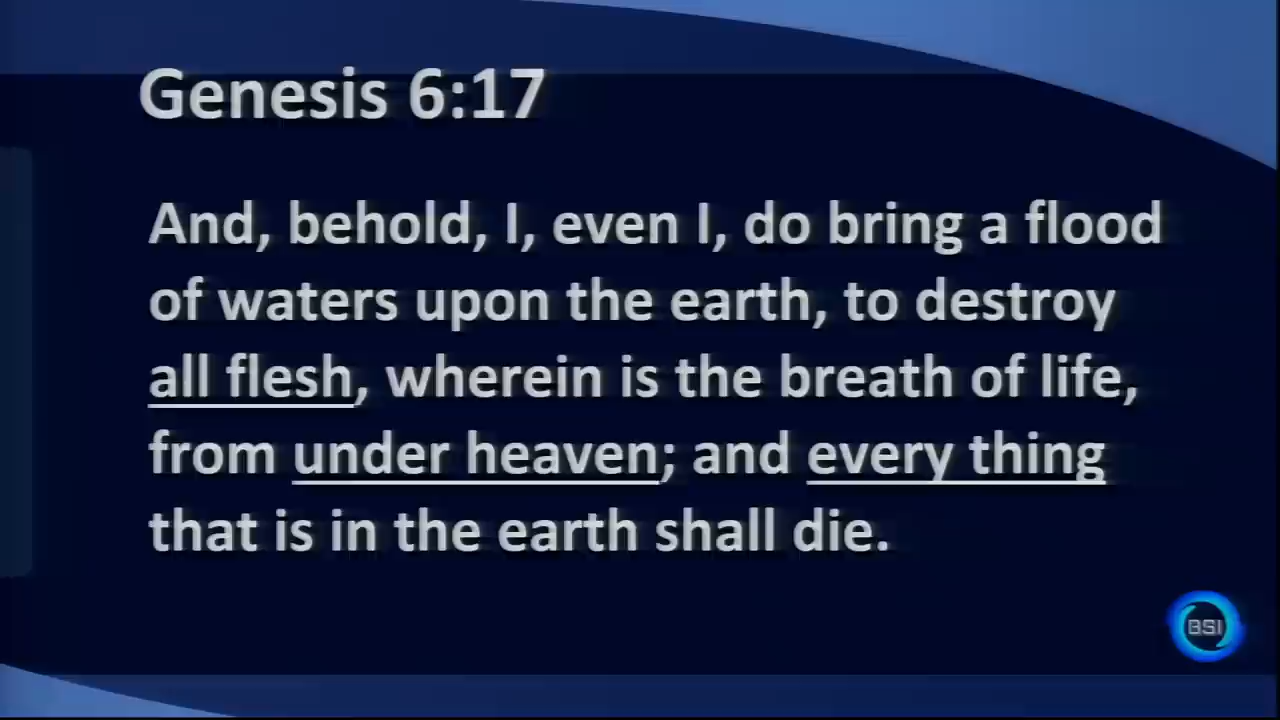 Genesis 6:17
And, behold, I, even I, do bring a flood
of waters upon the earth, to destroy
all flesh, wherein is the breath of life,
from under heaven; and every thing
that is in the earth shall die.
BSI